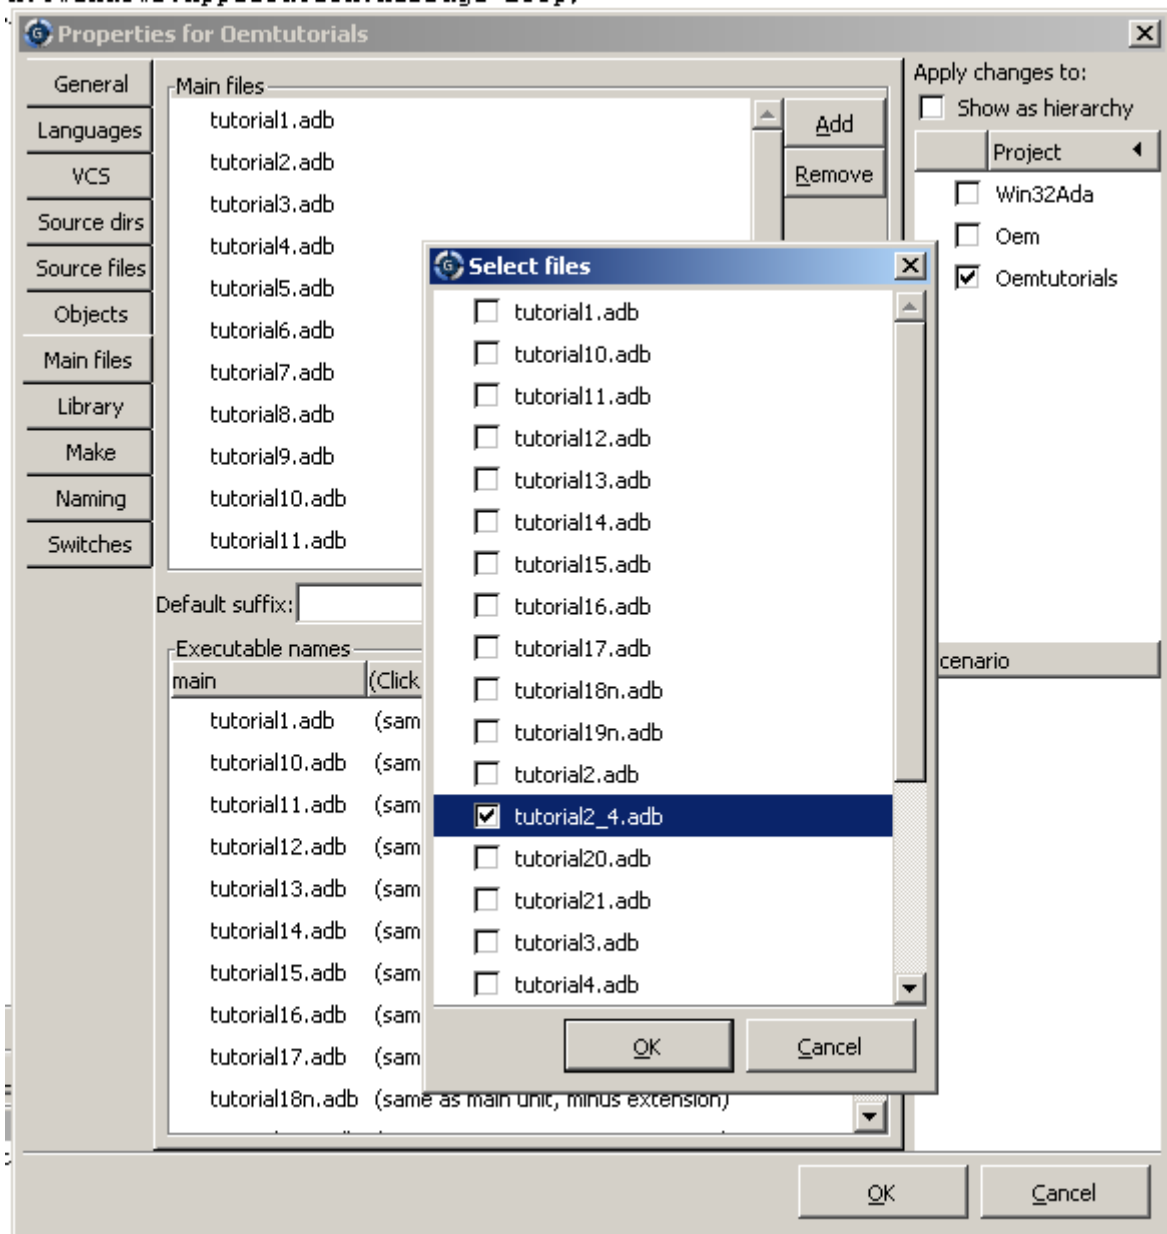 Properties for Oemtutorials
General
Languages
VCS
Source dirs
Source files
Objects
Main files
Library
Make
Naming
Switches
Main files
tutorial1.adb
tutorial2.adb
tutorial3.adb
tutorial4.adb
tutorial5.adb
tutorial6.adb
tutorial7.adb
tutorial8.adb
tutorial9.adb
tutorial10.adb
tutorial11.adb
Add
Remove
Default suffix:
Executable names
main (Click
tutorial1.adb (sam
tutorial10.adb (sam
tutorial11.adb (sam
tutorial12.adb (sam
tutorial13.adb (sam
tutorial14.adb (sam
tutorial15.adb (sam
tutorial16.adb (sam
tutorial17.adb (sam
tutorial18n.adb (same as main unit, minus extension)
Select files
tutorial1.adb
tutorial10.adb
tutorial11.adb
tutorial12.adb
tutorial13.adb
tutorial14.adb
tutorial15.adb
tutorial16.adb
tutorial17.adb
tutorial18n.adb
tutorial19n.adb
tutorial2.adb
tutorial2_4.adb
tutorial20.adb
tutorial21.adb
tutorial3.adb
tutorial4.adb
OK Cancel
Apply changes to:
Show as hierarchy
Project
Win32Ada
Oem
Oemtutorials
cenario
OK Cancel